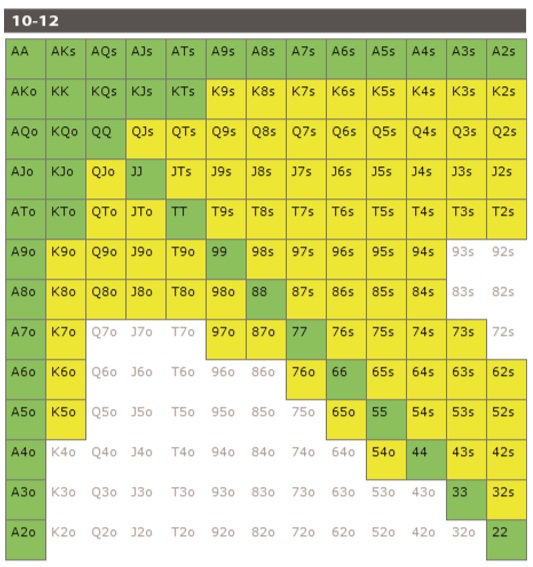 10-12
AA AKs AQs AJs ATs A9s A8s A7s A6s A5s A4s A3s A2s
AKo KK KQs KJs KTs K9s K8s K7s K6s K5s K4s K3s K2s
AQo KQo QQ QJs QTs Q9s Q8s Q7s Q6s Q5s Q4s Q3s Q2s
AJo KJo QJo JJ JTs J9s J8s J7s J6s J5s J4s J3s J2s
ATo KTo QTo JTo TT T9s T8s T7s T6s T5s T4s T3s T2s
A9o K9o Q9o J9o T9o 99 98s 97s 96s 95s 94s 93s 92s
A8o K8o Q8o J8o T8o 98o 88 87s 86s 85s 84s 83s 82s
A7o K7o Q7o J7o T7o 97o 87o 77 76s 75s 74s 73s 72s
A6o K6o Q6o J6o T6o 96o 86o 76o 66 65s 64s 63s 62s
A5o K5o Q5o J5o T5o 95o 85o 75o 65o 55 54s 53s 52s
A4o K4o Q4o J4o T4o 94o 84o 74o 64o 54o 44 43s 42s
A3o K3o Q3o J3o T3o 93o 83o 73o 63o 53o 43o 33 32s
A2o K2o Q2o J2o T2o 92o 82o 72o 62o 52o 42o 32o 22